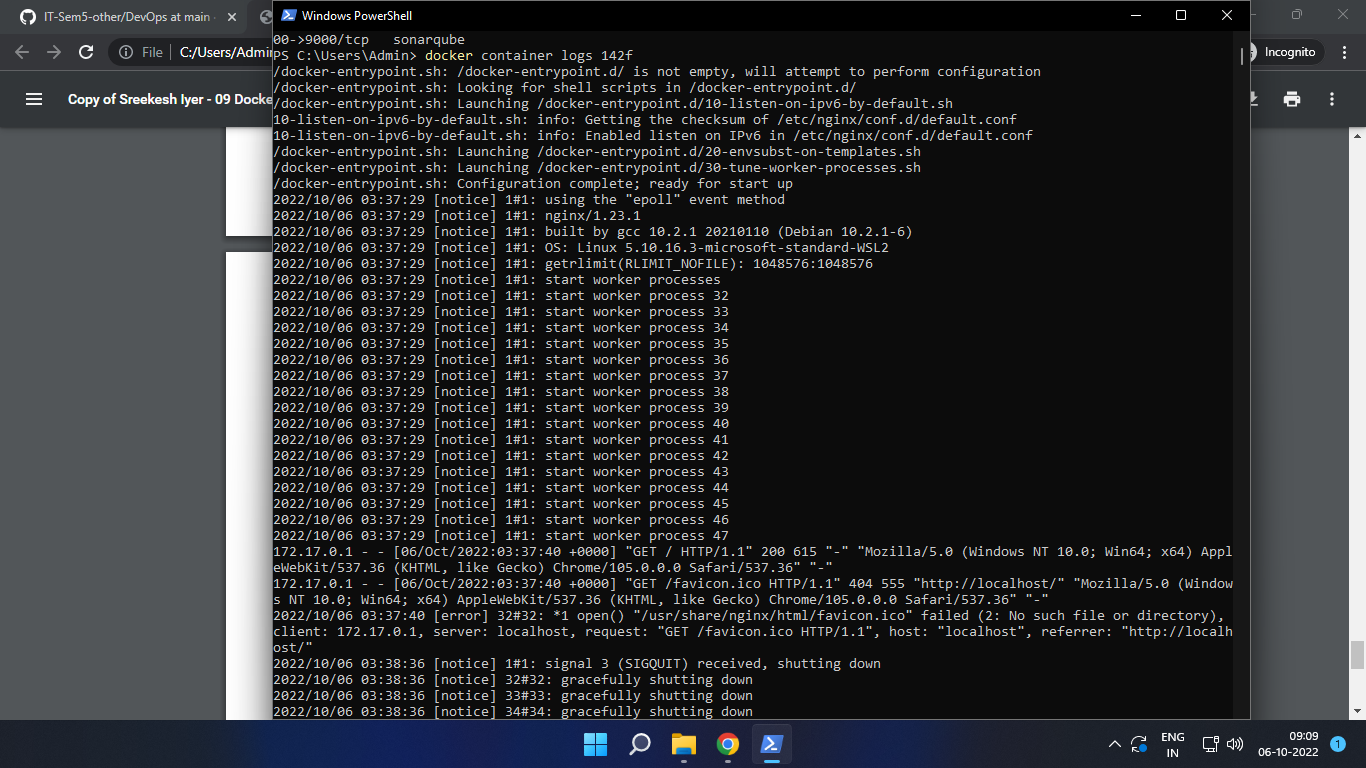 IT-Sem5-other/DevOps at main
Windows PowerShell
File
C:/Users/Admin
Incognito
Copy of Sreekesh Iyer - 09 Docke
00->9000/tcp   sonarqube
PS C:\Users\Admin> docker container logs 142f
/docker-entrypoint.sh: /docker-entrypoint.d/ is not empty, will attempt to perform configuration
/docker-entrypoint.sh: Looking for shell scripts in /docker-entrypoint.d/
/docker-entrypoint.sh: Launching /docker-entrypoint.d/10-listen-on-ipv6-by-default.sh
10-listen-on-ipv6-by-default.sh: info: Getting the checksum of /etc/nginx/conf.d/default.conf
10-listen-on-ipv6-by-default.sh: info: Enabled listen on IPv6 in /etc/nginx/conf.d/default.conf
/docker-entrypoint.sh: Launching /docker-entrypoint.d/20-envsubst-on-templates.sh
/docker-entrypoint.sh: Launching /docker-entrypoint.d/30-tune-worker-processes.sh
/docker-entrypoint.sh: Configuration complete; ready for start up
2022/10/06 03:37:29 [notice] 1#1: using the "epoll" event method
2022/10/06 03:37:29 [notice] 1#1: nginx/1.23.1
2022/10/06 03:37:29 [notice] 1#1: built by gcc 10.2.1 20210110 (Debian 10.2.1-6)
2022/10/06 03:37:29 [notice] 1#1: OS: Linux 5.10.16.3-microsoft-standard-WSL2
2022/10/06 03:37:29 [notice] 1#1: getrlimit(RLIMIT_NOFILE): 1048576:1048576
2022/10/06 03:37:29 [notice] 1#1: start worker processes
2022/10/06 03:37:29 [notice] 1#1: start worker process 32
2022/10/06 03:37:29 [notice] 1#1: start worker process 33
2022/10/06 03:37:29 [notice] 1#1: start worker process 34
2022/10/06 03:37:29 [notice] 1#1: start worker process 35
2022/10/06 03:37:29 [notice] 1#1: start worker process 36
2022/10/06 03:37:29 [notice] 1#1: start worker process 37
2022/10/06 03:37:29 [notice] 1#1: start worker process 38
2022/10/06 03:37:29 [notice] 1#1: start worker process 39
2022/10/06 03:37:29 [notice] 1#1: start worker process 40
2022/10/06 03:37:29 [notice] 1#1: start worker process 41
2022/10/06 03:37:29 [notice] 1#1: start worker process 42
2022/10/06 03:37:29 [notice] 1#1: start worker process 43
2022/10/06 03:37:29 [notice] 1#1: start worker process 44
2022/10/06 03:37:29 [notice] 1#1: start worker process 45
2022/10/06 03:37:29 [notice] 1#1: start worker process 46
2022/10/06 03:37:29 [notice] 1#1: start worker process 47
172.17.0.1 - - [06/Oct/2022:03:37:40 +0000] "GET / HTTP/1.1" 200 615 "-" "Mozilla/5.0 (Windows NT 10.0; Win64; x64) Appl
eWebKit/537.36 (KHTML, like Gecko) Chrome/105.0.0.0 Safari/537.36" "-"
172.17.0.1 - - [06/Oct/2022:03:37:40 +0000] "GET /favicon.ico HTTP/1.1" 404 555 "http://localhost/" "Mozilla/5.0 (Window
s NT 10.0; Win64; x64) AppleWebKit/537.36 (KHTML, like Gecko) Chrome/105.0.0.0 Safari/537.36" "-"
2022/10/06 03:37:40 [error] 32#32: *1 open() "/usr/share/nginx/html/favicon.ico" failed (2: No such file or directory),
client: 172.17.0.1, server: localhost, request: "GET /favicon.ico HTTP/1.1", host: "localhost", referrer: "http://localh
ost/"
2022/10/06 03:38:36 [notice] 1#1: signal 3 (SIGQUIT) received, shutting down
2022/10/06 03:38:36 [notice] 32#32: gracefully shutting down
2022/10/06 03:38:36 [notice] 33#33: gracefully shutting down
2022/10/06 03:38:36 [notice] 34#34: gracefully shutting down
ENG
IN
09:09
06-10-2022
1